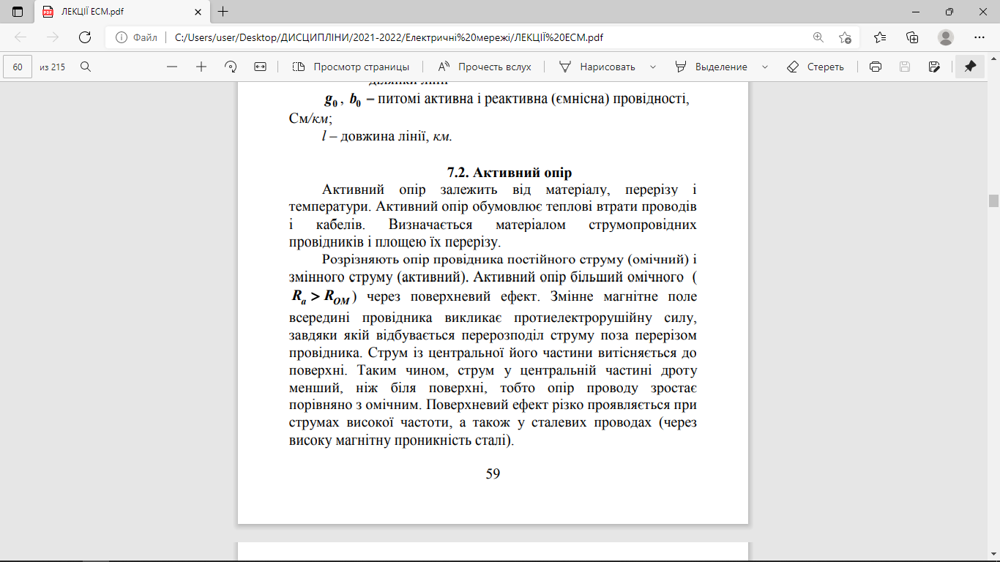 ЛЕКЦІЇ ЕСМ.pdf
Файл
C:/Users/user/Desktop/ДИСЦИПЛІНИ/2021-2022/Електричні%20мережі/ЛЕКЦІЇ%20ЕСМ.pdf
60 из 215 Просмотр страницы Прочесть вслух Нарисовать Выделение Стереть
ділянки лінії
g0 , b0 – питомі активна і реактивна (ємнісна) провідності,
См/км;
l – довжина лінії, км.
7.2. Активний опір
Активний опір залежить від матеріалу, перерізу і
температури. Активний опір обумовлює теплові втрати проводів
і кабелів. Визначається матеріалом струмопровідних
провідників і площею їх перерізу.
Розрізняють опір провідника постійного струму (омічний) і
змінного струму (активний). Активний опір більший омічного (
Ra > RОМ ) через поверхневий ефект. Змінне магнітне поле
всередині провідника викликає протиелектрорушійну силу,
завдяки якій відбувається перерозподіл струму поза перерізом
провідника. Струм із центральної його частини витісняється до
поверхні. Таким чином, струм у центральній частині дроту
менший, ніж біля поверхні, тобто опір проводу зростає
порівняно з омічним. Поверхневий ефект різко проявляється при
струмах високої частоти, а також у сталевих проводах (через
високу магнітну проникність сталі).
59